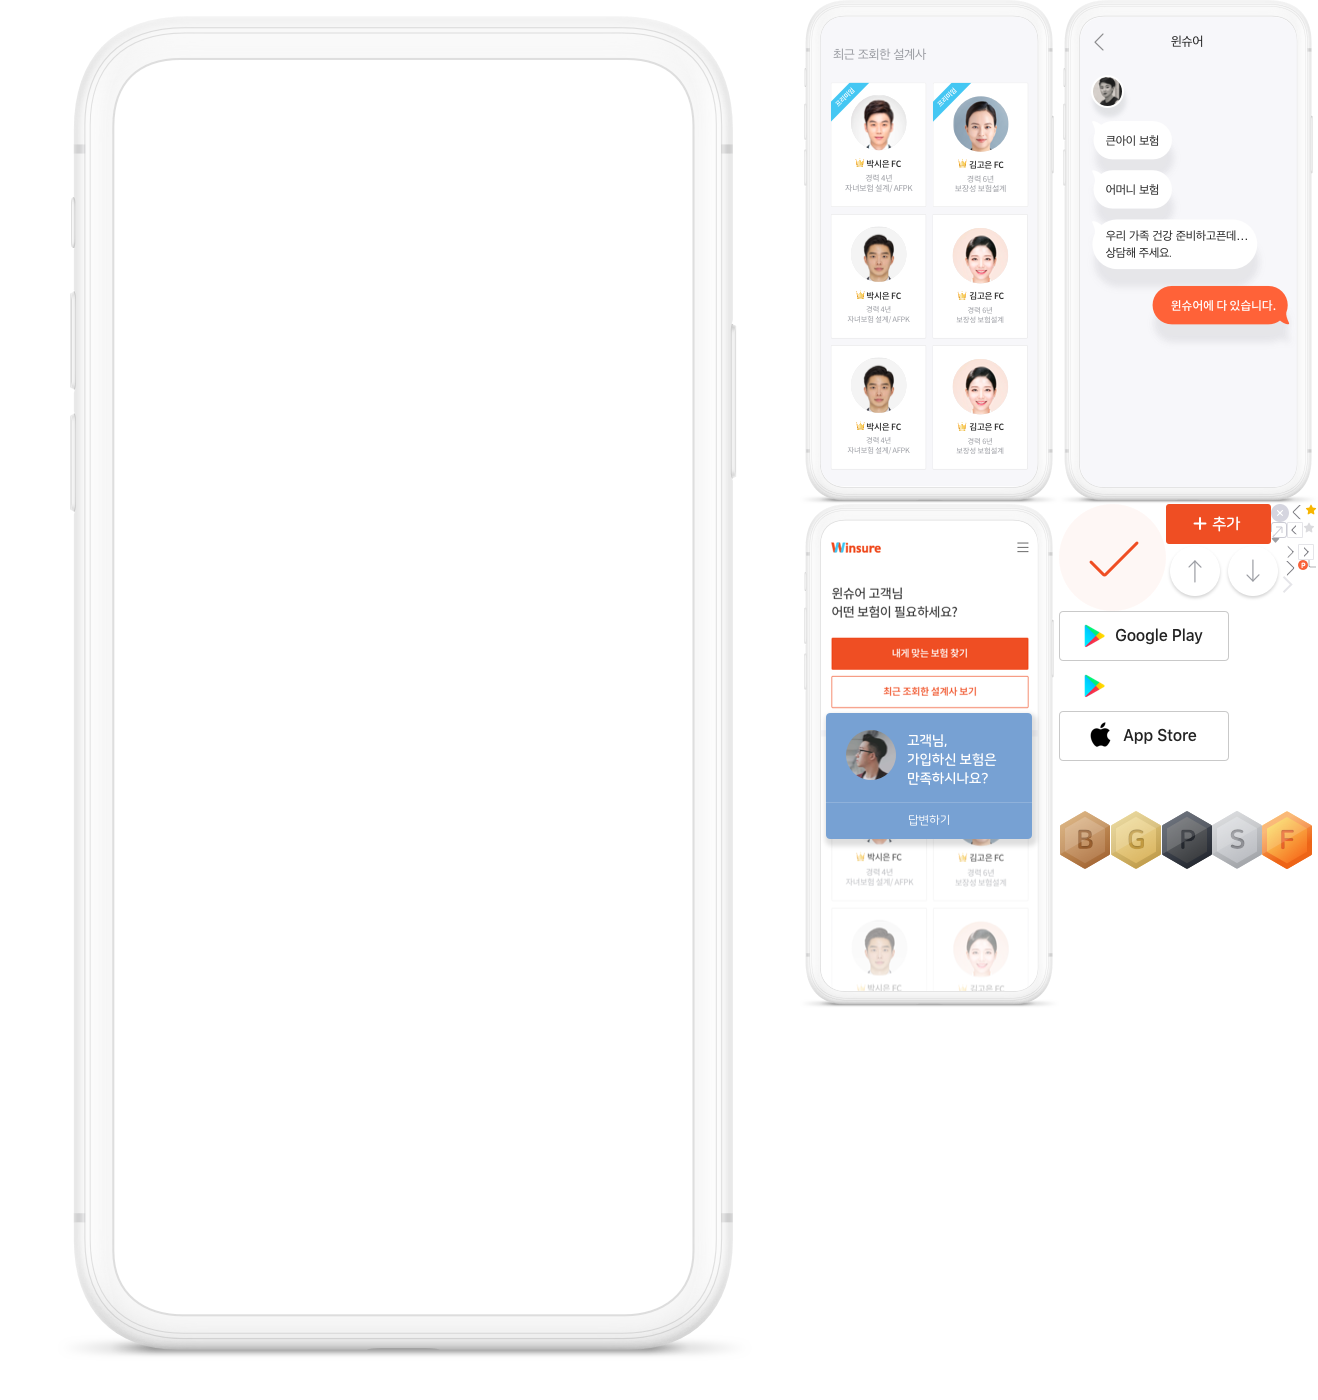 최근 조회한 설계사
프리미엄
프리미엄
박시은 FC
경력 4년
자녀보험 설계/ AFPK
김고은 FC
경력 6년
보장성 보험설계
박시은 FC
경력 4년
자녀보험 설계/ AFPK
김고은 FC
경력 6년
보장성 보험설계
박시은 FC
경력 4년
자녀보험 설계/ AFPK
김고은 FC
경력 6년
보장성 보험설계
윈슈어
큰아이 보험
어머니 보험
우리 가족 건강 준비하고픈데...
상담해 주세요.
윈슈어에 다 있습니다.
Winsure
윈슈어 고객님
어떤 보험이 필요하세요?
내게 맞는 보험 찾기
최근 조회한 설계사 보기
고객님,
가입하신 보험은
만족하시나요?
답변하기
박시은 FC
경력 4년
자녀보험 설계/ AFPK
김고은 FC
경력 6년
보장성 보험설계
박시은 FC
김고은 FC
+ 추가
P
Google Play
App Store
B G P S F